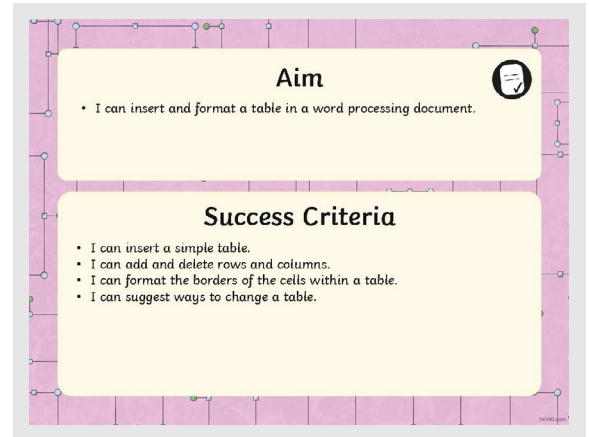 Aim
• I can insert and format a table in a word processing document.
Success Criteria
• I can insert a simple table.
• I can add and delete rows and columns.
• I can format the borders of the cells within a table.
• I can suggest ways to change a table.
twinkl.com